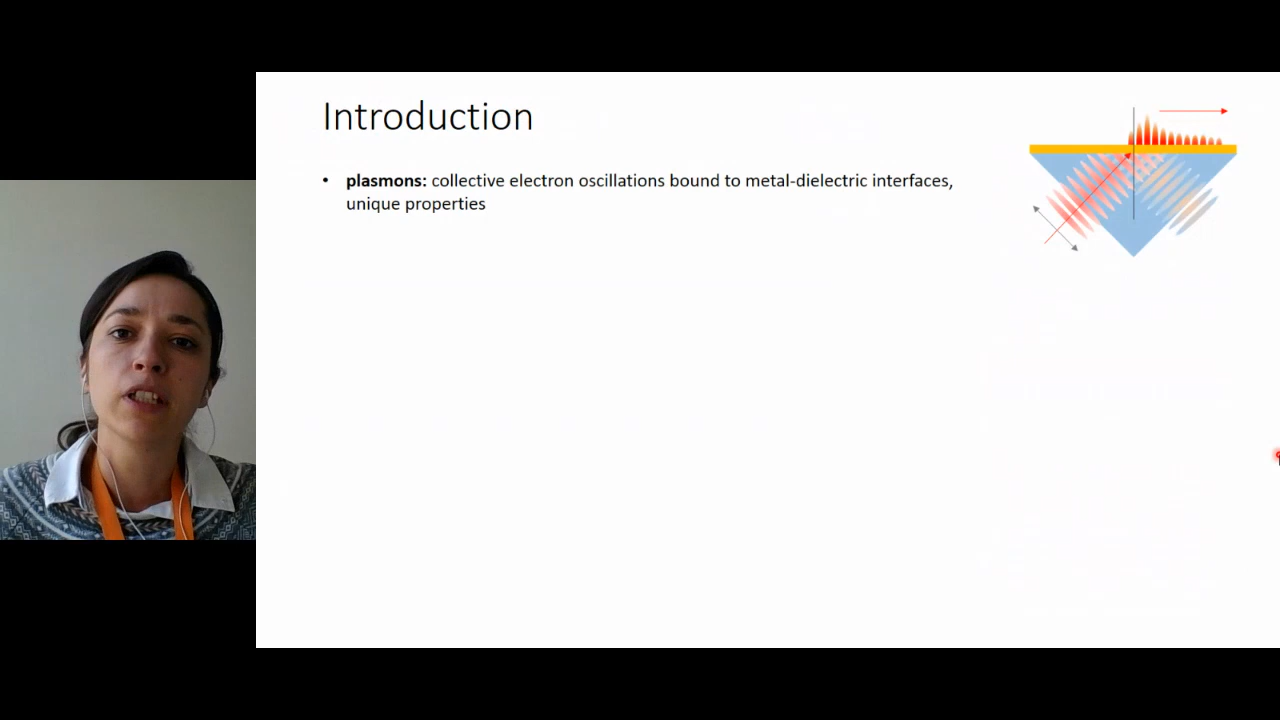 Introduction
• plasmons: collective electron oscillations bound to metal-dielectric interfaces,
unique properties